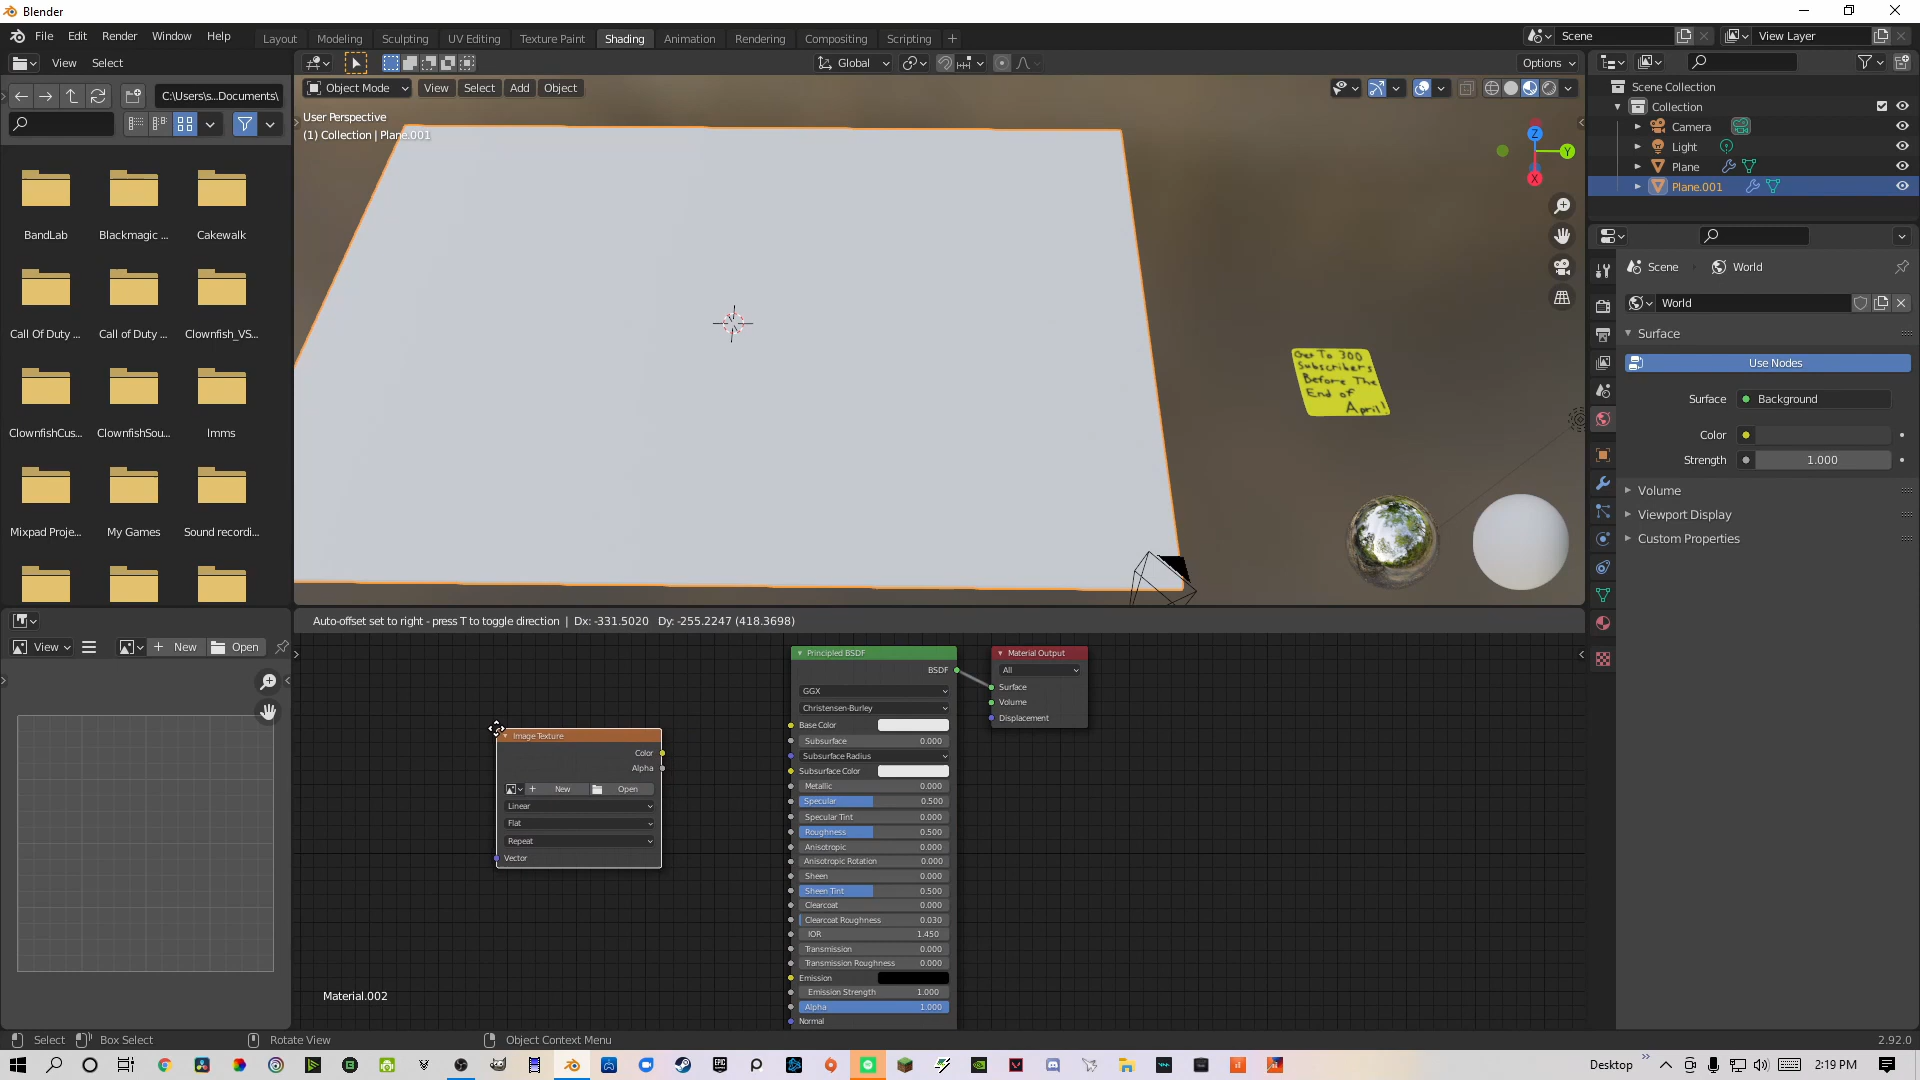 Blender
File Edit Render Window Help
Layout Modeling Sculpting UV Editing Texture Paint Shading Animation Rendering Compositing Scripting
Scene
View Layer
View Select
Global
Options
C:\Users\s...Documents\
Object Mode View Select Add Object
User Perspective
(1) Collection | Plane.001
Z
Y
X
BandLab Blackmagic ... Cakewalk
Call Of Duty ... Call of Duty ... Clownfish_VS...
ClownfishCus... ClownfishSou... lmms
Mixpad Proje... My Games Sound recordi...
Get To 300
Subscribers
Before The
End of
April!
Scene Collection
Collection
Camera
Light
Plane
Plane.001
Scene World
World
Surface
Use Nodes
Surface Background
Color
Strength 1.000
Volume
Viewport Display
Custom Properties
Auto-offset set to right - press T to toggle direction | Dx: -331.5020 Dy: -255.2247 (418.3698)
View New Open
Image Texture
Color
Alpha
New Open
Linear
Flat
Repeat
Vector
Principled BSDF
BSDF
GGX
Christensen-Burley
Base Color
Subsurface 0.000
Subsurface Radius
Subsurface Color
Metallic 0.000
Specular 0.500
Specular Tint 0.000
Roughness 0.500
Anisotropic 0.000
Anisotropic Rotation 0.000
Sheen 0.000
Sheen Tint 0.500
Clearcoat 0.000
Clearcoat Roughness 0.030
IOR 1.450
Transmission 0.000
Transmission Roughness 0.000
Emission
Emission Strength 1.000
Alpha 1.000
Normal
Material Output
All
Surface
Volume
Displacement
Material.002
Select Box Select Rotate View Object Context Menu
2.92.0
Desktop
2:19 PM